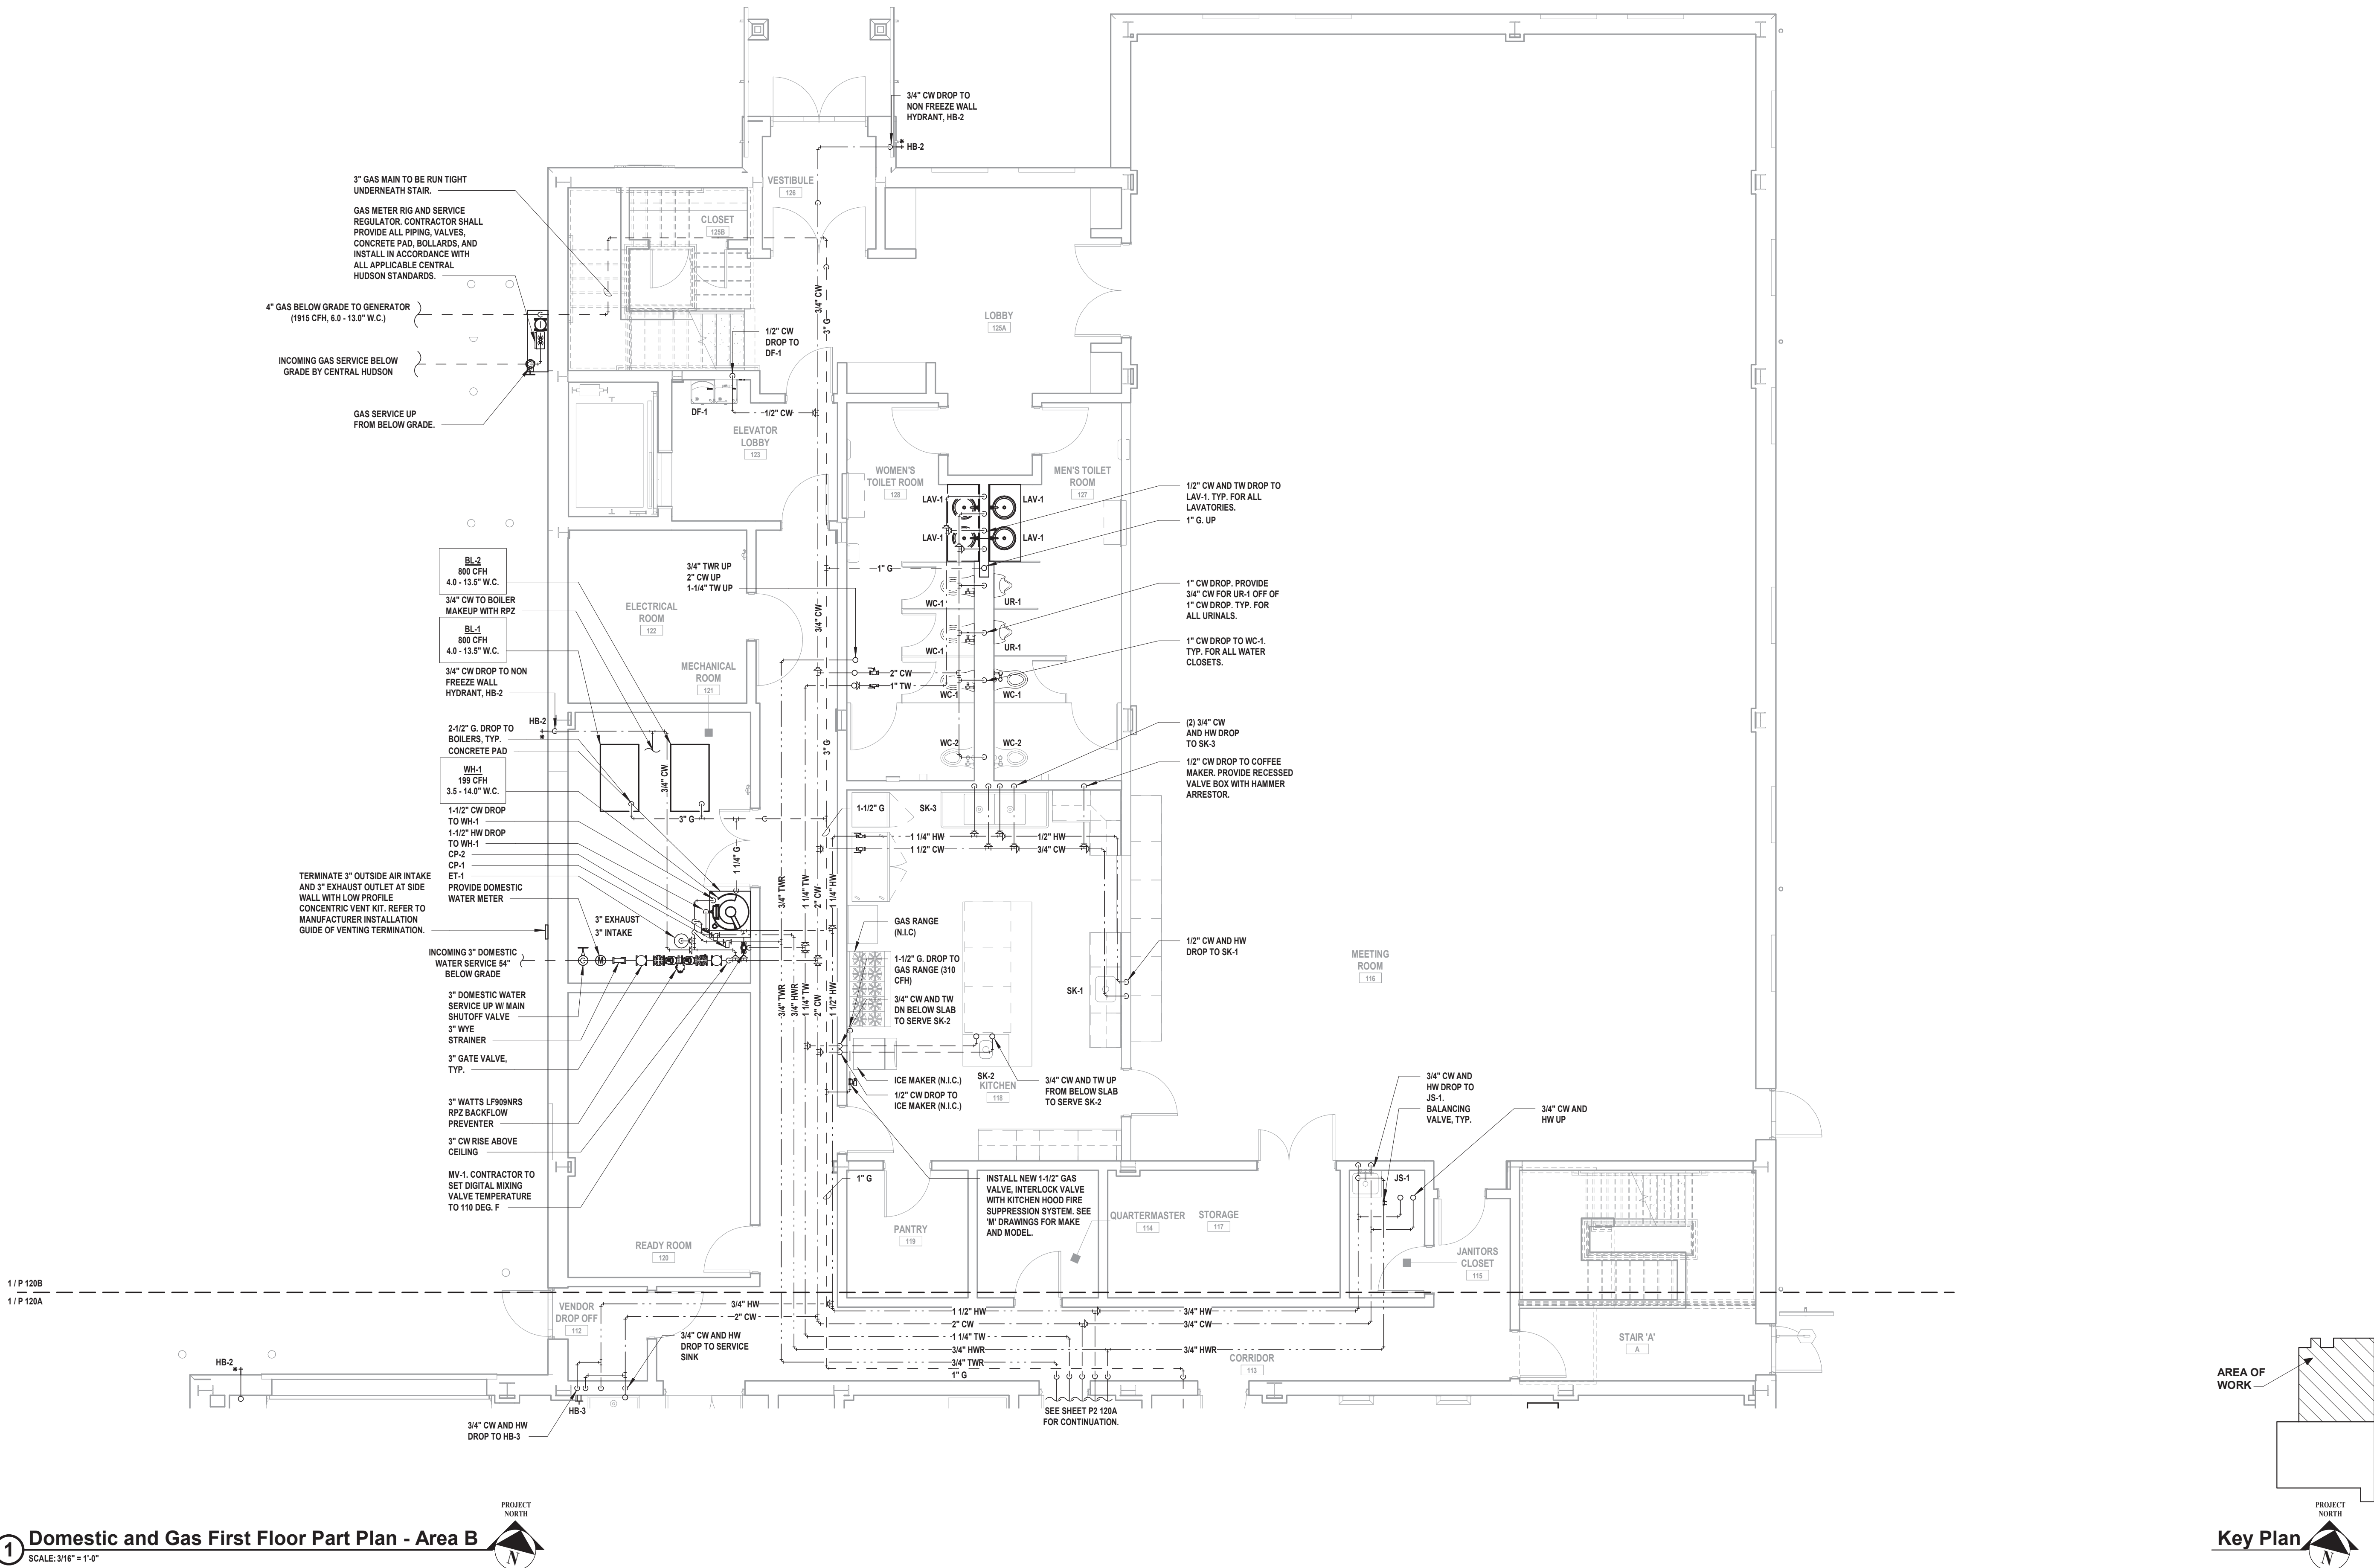 3/4" CW DROP TO
NON FREEZE WALL
HYDRANT, HB-2
HB-2
3" GAS MAIN TO BE RUN TIGHT
UNDERNEATH STAIR.
VESTIBULE
126
GAS METER RIG AND SERVICE
REGULATOR. CONTRACTOR SHALL
PROVIDE ALL PIPING, VALVES,
CONCRETE PAD, BOLLARDS, AND
INSTALL IN ACCORDANCE WITH
ALL APPLICABLE CENTRAL
HUDSON STANDARDS.
CLOSET
125B
3/4" CW
3" G
4" GAS BELOW GRADE TO GENERATOR
(1915 CFH, 6.0 - 13.0" W.C.)
LOBBY
125A
1/2" CW
DROP TO
DF-1
INCOMING GAS SERVICE BELOW
GRADE BY CENTRAL HUDSON
GAS SERVICE UP
FROM BELOW GRADE.
DF-1
1/2" CW
ELEVATOR
LOBBY
123
WOMEN'S
TOILET ROOM
128
MEN'S TOILET
ROOM
127
LAV-1
LAV-1
LAV-1
LAV-1
1/2" CW AND TW DROP TO
LAV-1. TYP. FOR ALL
LAVATORIES.
1" G. UP
BL-2
800 CFH
4.0 - 13.5" W.C.
3/4" CW TO BOILER
MAKEUP WITH RPZ
BL-1
800 CFH
4.0 - 13.5" W.C.
3/4" CW DROP TO NON
FREEZE WALL
HYDRANT, HB-2
3/4" TWR UP
2" CW UP
1-1/4" TW UP
1" G
ELECTRICAL
ROOM
122
3/4" CW
WC-1
UR-1
WC-1
UR-1
1" CW DROP. PROVIDE
3/4" CW FOR UR-1 OFF OF
1" CW DROP. TYP. FOR
ALL URINALS.
1" CW DROP TO WC-1.
TYP. FOR ALL WATER
CLOSETS.
MECHANICAL
ROOM
121
2" CW
1" TW
WC-1
WC-1
HB-2
2-1/2" G. DROP TO
BOILERS, TYP.
CONCRETE PAD
WH-1
199 CFH
3.5 - 14.0" W.C.
3/4" CW
3" G
WC-2
WC-2
(2) 3/4" CW
AND HW DROP
TO SK-3
1/2" CW DROP TO COFFEE
MAKER. PROVIDE RECESSED
VALVE BOX WITH HAMMER
ARRESTOR.
1-1/2" CW DROP
TO WH-1
1-1/2" HW DROP
TO WH-1
CP-2
CP-1
ET-1
PROVIDE DOMESTIC
WATER METER
3" G
1-1/2" G
SK-3
1 1/4" HW
1/2" HW
1 1/2" CW
3/4" CW
1 1/4" G
TERMINATE 3" OUTSIDE AIR INTAKE
AND 3" EXHAUST OUTLET AT SIDE
WALL WITH LOW PROFILE
CONCENTRIC VENT KIT. REFER TO
MANUFACTURER INSTALLATION
GUIDE OF VENTING TERMINATION.
3" EXHAUST
3" INTAKE
3/4" TWR
1 1/4" TW
2" CW
1 1/4" HW
GAS RANGE
(N.I.C)
1/2" CW AND HW
DROP TO SK-1
INCOMING 3" DOMESTIC
WATER SERVICE 54"
BELOW GRADE
M
1-1/2" G. DROP TO
GAS RANGE (310
CFH)
MEETING
ROOM
116
SK-1
3" DOMESTIC WATER
SERVICE UP W/ MAIN
SHUTOFF VALVE
3" WYE
STRAINER
3/4" TWR
3/4" HWR
1 1/4" TW
2" CW
1 1/2" HW
3/4" CW AND TW
DN BELOW SLAB
TO SERVE SK-2
3" GATE VALVE,
TYP.
3" WATTS LF909NRS
RPZ BACKFLOW
PREVENTER
3" CW RISE ABOVE
CEILING
MV-1. CONTRACTOR TO
SET DIGITAL MIXING
VALVE TEMPERATURE
TO 110 DEG. F
ICE MAKER (N.I.C.)
1/2" CW DROP TO
ICE MAKER (N.I.C.)
SK-2
KITCHEN
118
3/4" CW AND TW UP
FROM BELOW SLAB
TO SERVE SK-2
3/4" CW AND
HW DROP TO
JS-1.
BALANCING
VALVE, TYP.
3/4" CW AND
HW UP
1" G
INSTALL NEW 1-1/2" GAS
VALVE, INTERLOCK VALVE
WITH KITCHEN HOOD FIRE
SUPPRESSION SYSTEM. SEE
'M' DRAWINGS FOR MAKE
AND MODEL.
JS-1
PANTRY
119
QUARTERMASTER
114
STORAGE
117
READY ROOM
120
JANITORS
CLOSET
115
1 / P 120B
1 / P 120A
VENDOR
DROP OFF
112
3/4" HW
2" CW
3/4" CW AND HW
DROP TO SERVICE
SINK
1 1/2" HW
2" CW
1 1/4" TW
3/4" HWR
3/4" TWR
1" G
3/4" HW
3/4" CW
3/4" HWR
CORRIDOR
113
STAIR 'A'
A
HB-2
HB-3
3/4" CW AND HW
DROP TO HB-3
SEE SHEET P2 120A
FOR CONTINUATION.
AREA OF
WORK
1
Domestic and Gas First Floor Part Plan - Area B
SCALE: 3/16" = 1'-0"
PROJECT
NORTH
N
Key Plan
PROJECT
NORTH
N